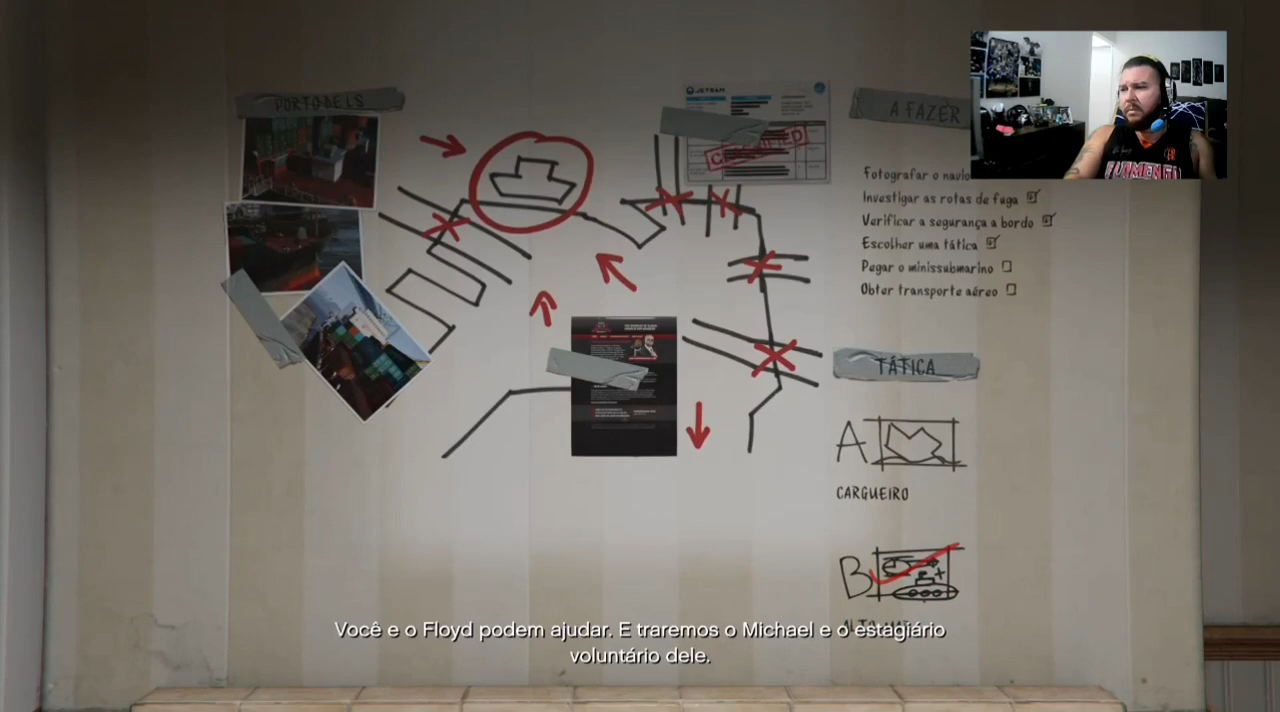 PORTO DE LS
JETSAM
CLASSIFIED
A FAZER
Fotografar o navio
Investigar as rotas de fuga
Verificar a segurança a bordo
Escolher uma tática
Pegar o minissubmarino
Obter transporte aéreo
TÁTICA
A
CARGUEIRO
B
Você e o Floyd podem ajudar. E traremos o Michael e o estagiário
voluntário dele.